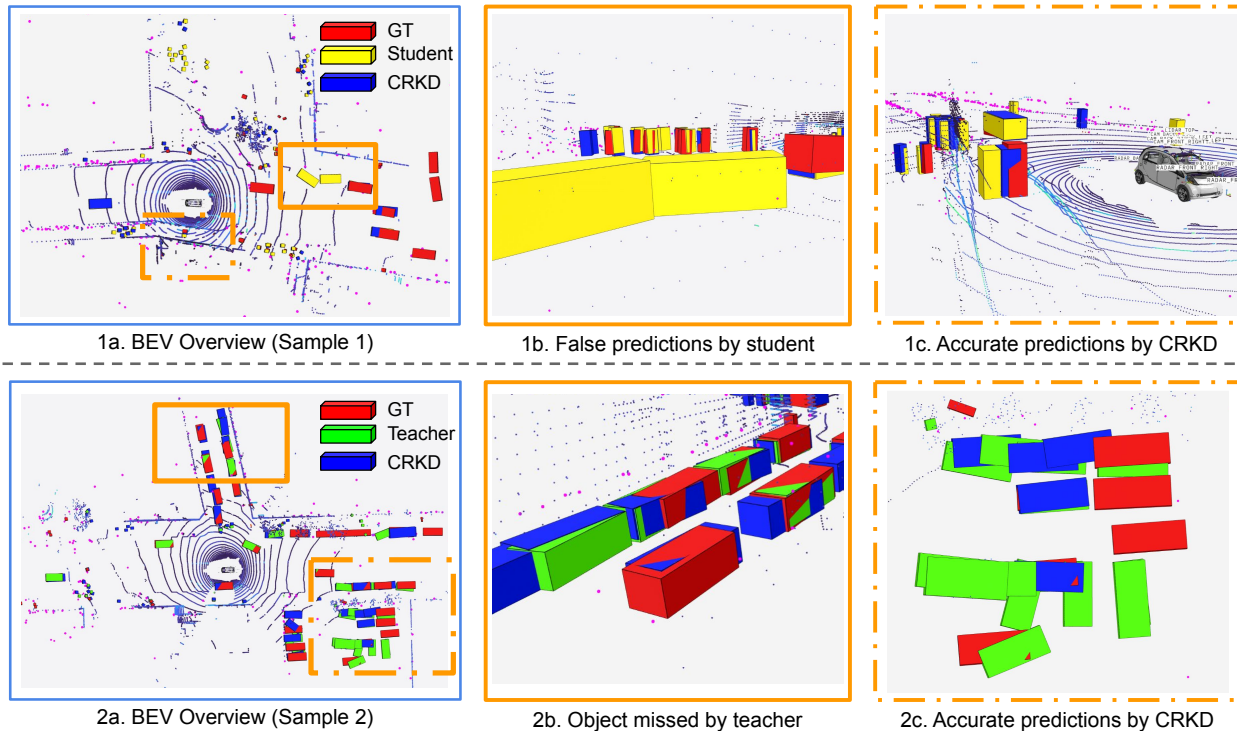 GT
Student
CRKD
1a. BEV Overview (Sample 1)
1b. False predictions by student
LIDAR_TOP
1c. Accurate predictions by CRKD
GT
Teacher
CRKD
2a. BEV Overview (Sample 2)
2b. Object missed by teacher
2c. Accurate predictions by CRKD